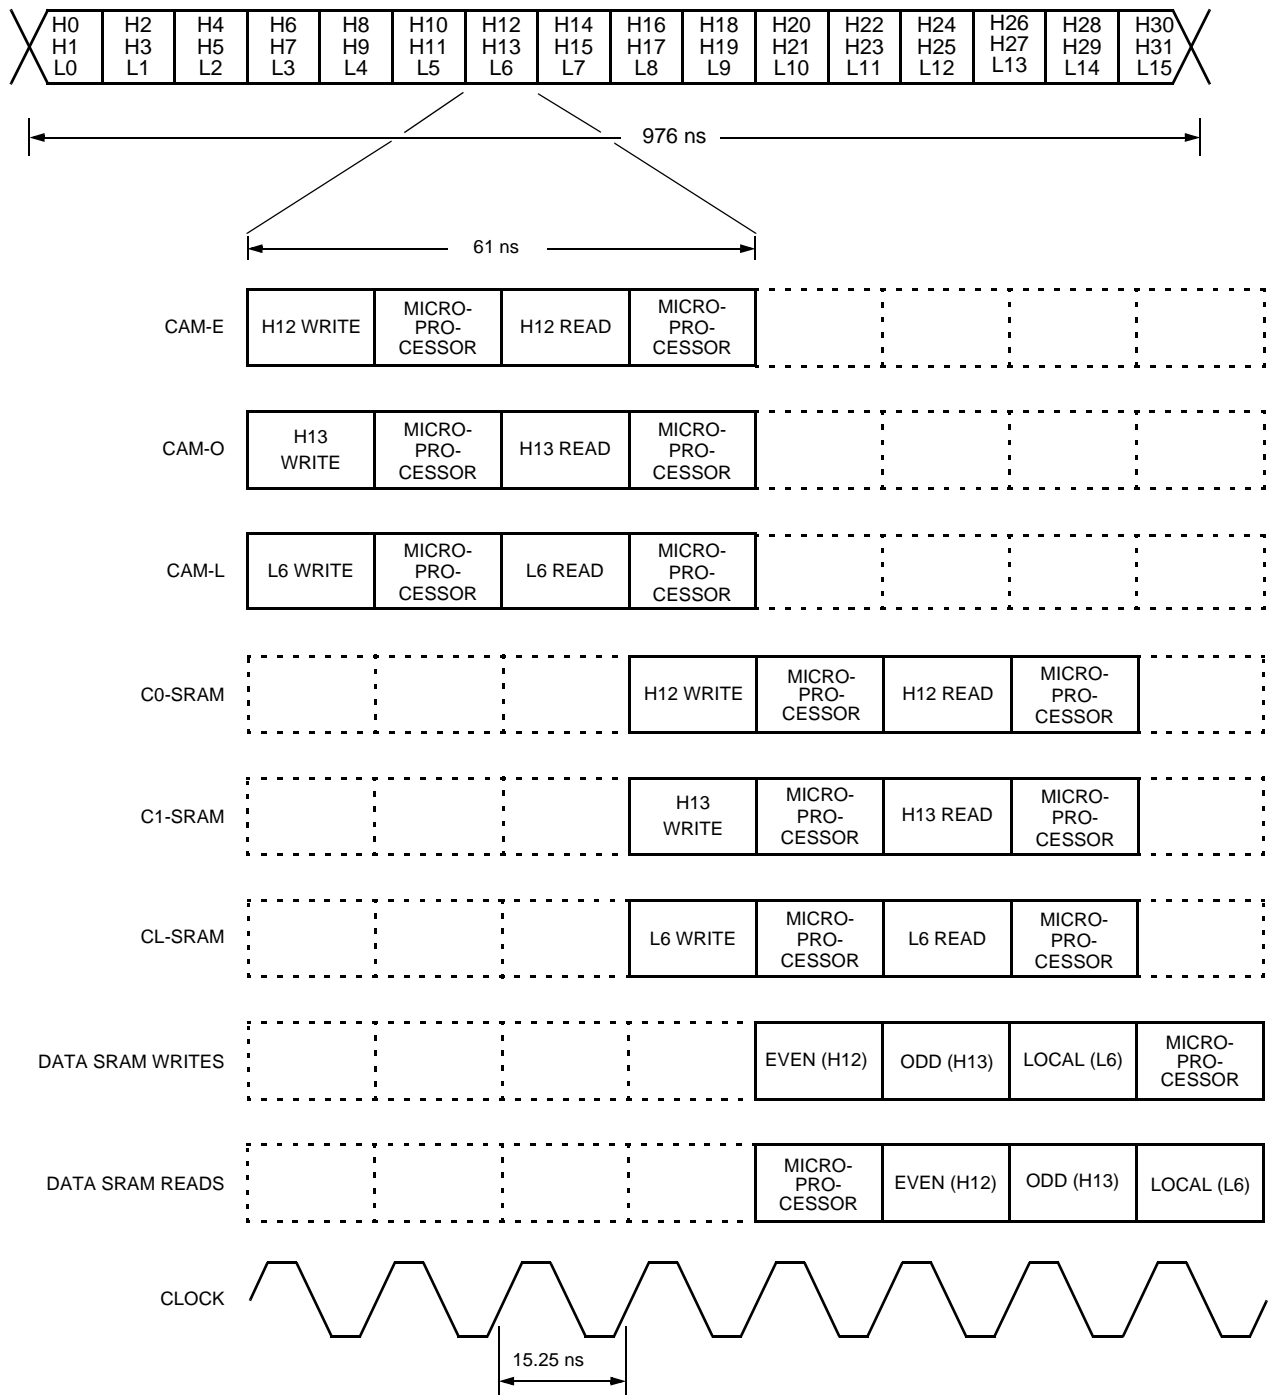 H0 H2 H4 H6 H8 H10 H12 H14 H16 H18 H20 H22 H24 H26 H28 H30
H1 H3 H5 H7 H9 H11 H13 H15 H17 H19 H21 H23 H25 H27 H29 H31
L0 L1 L2 L3 L4 L5 L6 L7 L8 L9 L10 L11 L12 L13 L14 L15
976 ns
61 ns
CAM-E
H12 WRITE
MICRO-
PRO-
CESSOR
H12 READ
MICRO-
PRO-
CESSOR
CAM-O
H13
WRITE
MICRO-
PRO-
CESSOR
H13 READ
MICRO-
PRO-
CESSOR
CAM-L
L6 WRITE
MICRO-
PRO-
CESSOR
L6 READ
MICRO-
PRO-
CESSOR
C0-SRAM
H12 WRITE
MICRO-
PRO-
CESSOR
H12 READ
MICRO-
PRO-
CESSOR
C1-SRAM
H13
WRITE
MICRO-
PRO-
CESSOR
H13 READ
MICRO-
PRO-
CESSOR
CL-SRAM
L6 WRITE
MICRO-
PRO-
CESSOR
L6 READ
MICRO-
PRO-
CESSOR
DATA SRAM WRITES
EVEN (H12)
ODD (H13)
LOCAL (L6)
MICRO-
PRO-
CESSOR
DATA SRAM READS
MICRO-
PRO-
CESSOR
EVEN (H12)
ODD (H13)
LOCAL (L6)
CLOCK
15.25 ns